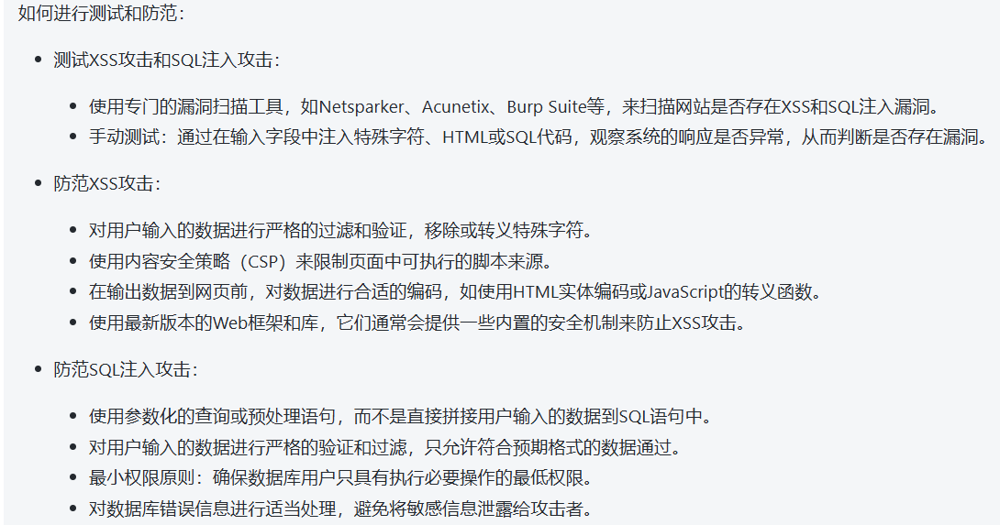 如何进行测试和防范：
测试XSS攻击和SQL注入攻击：
使用专门的漏洞扫描工具，如Netsparker、Acunetix、Burp Suite等，来扫描网站是否存在XSS和SQL注入漏洞。
手动测试：通过在输入字段中注入特殊字符、HTML或SQL代码，观察系统的响应是否异常，从而判断是否存在漏洞。
防范XSS攻击：
对用户输入的数据进行严格的过滤和验证，移除或转义特殊字符。
使用内容安全策略（CSP）来限制页面中可执行的脚本来源。
在输出数据到网页前，对数据进行合适的编码，如使用HTML实体编码或JavaScript的转义函数。
使用最新版本的Web框架和库，它们通常会提供一些内置的安全机制来防止XSS攻击。
防范SQL注入攻击：
使用参数化的查询或预处理语句，而不是直接拼接用户输入的数据到SQL语句中。
对用户输入的数据进行严格的验证和过滤，只允许符合预期格式的数据通过。
最小权限原则：确保数据库用户只具有执行必要操作的最低权限。
对数据库错误信息进行适当处理，避免将敏感信息泄露给攻击者。